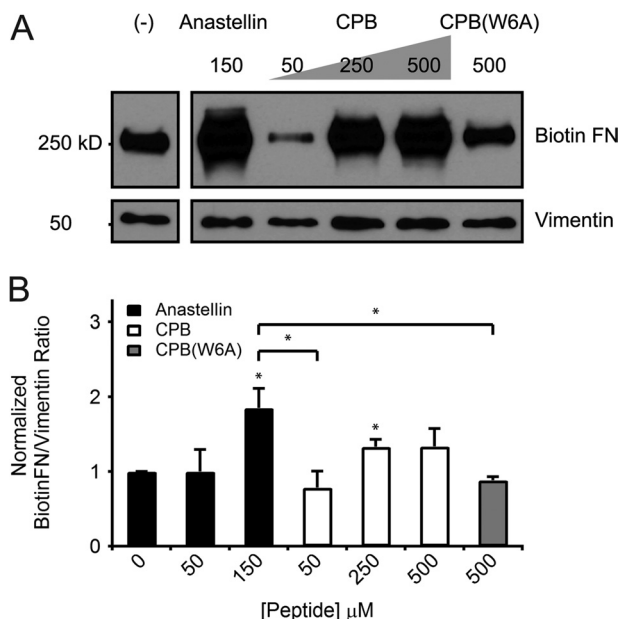 A
(-) Anastellin CPB CPB(W6A)
150 50 250 500 500
250 kD Biotin FN
50 Vimentin
B
Anastellin
CPB
CPB(W6A)
* * * *
Normalized
BiotinFN/Vimentin Ratio
3
2
1
0
0 50 150 50 250 500 500
[Peptide] μM